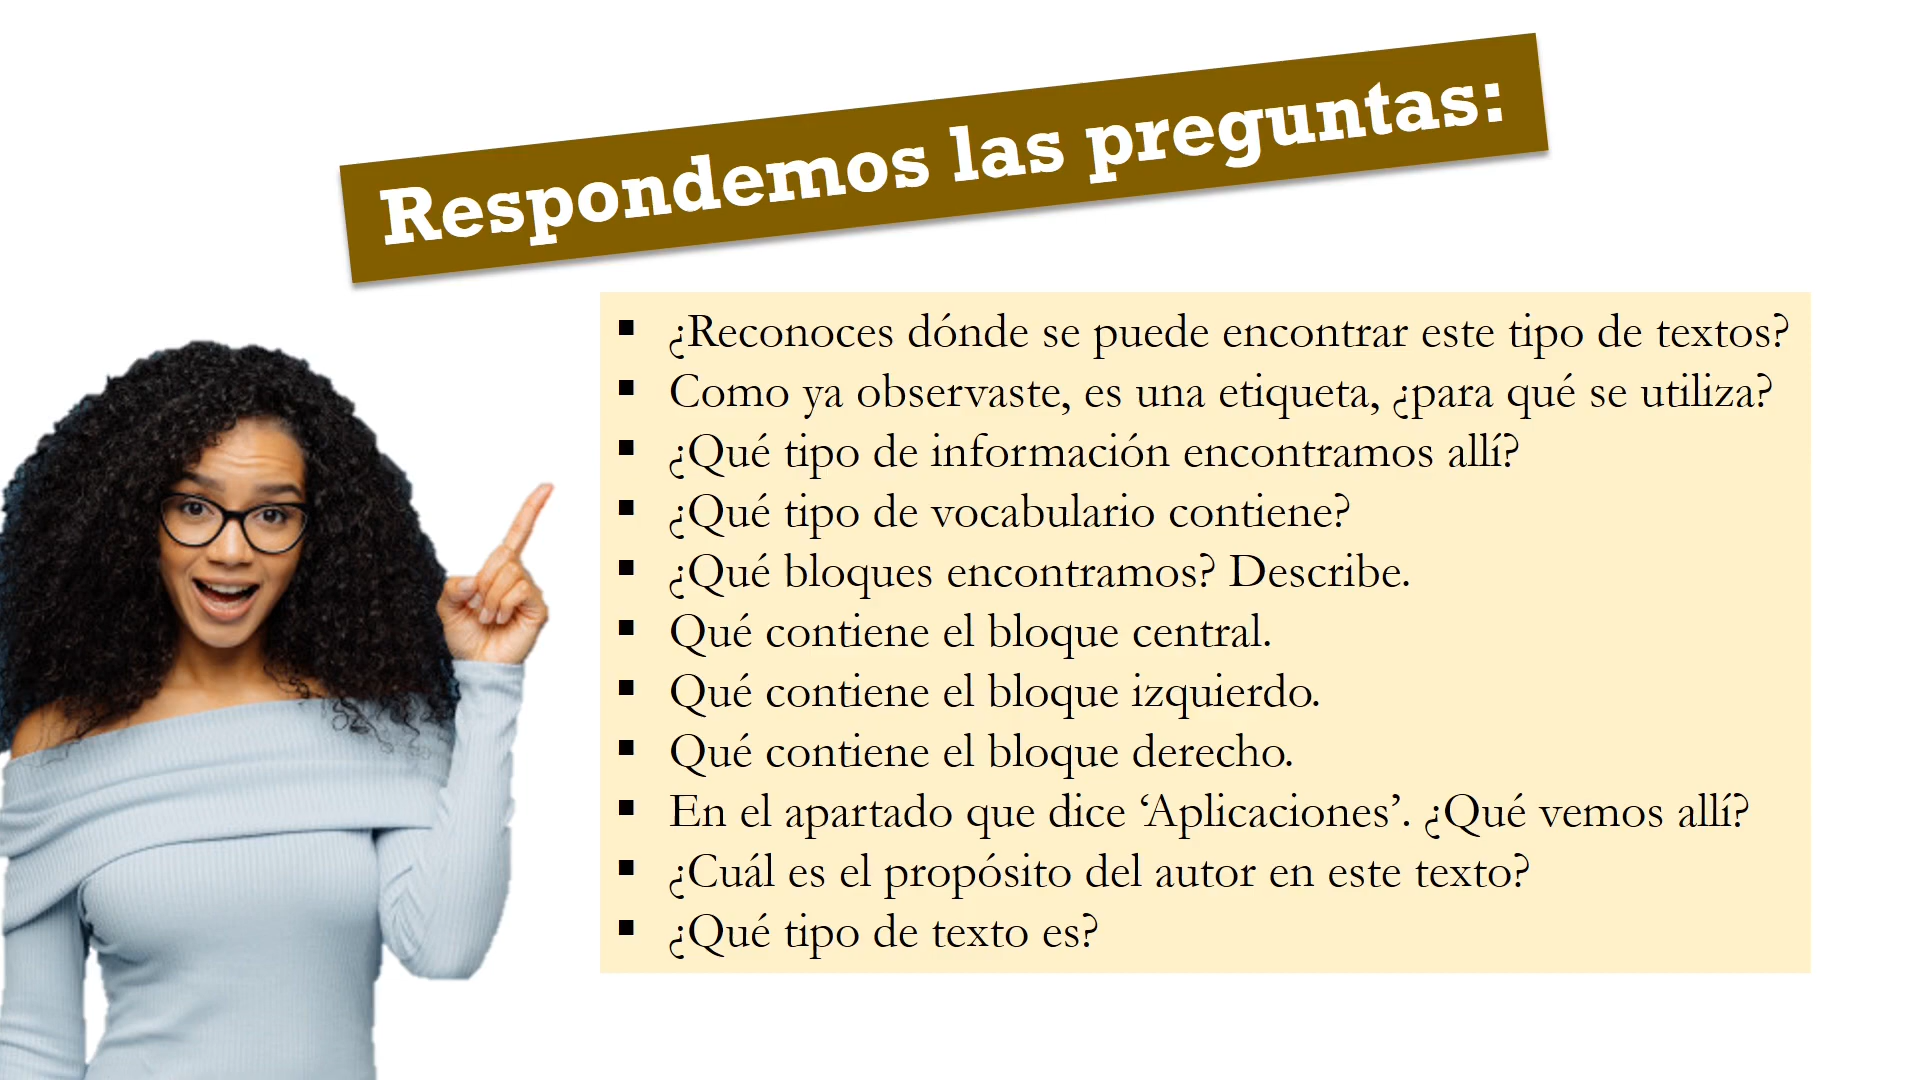 Respondemos las preguntas:
▪ ¿Reconoces dónde se puede encontrar este tipo de textos?
▪ Como ya observaste, es una etiqueta, ¿para qué se utiliza?
▪ ¿Qué tipo de información encontramos allí?
▪ ¿Qué tipo de vocabulario contiene?
▪ ¿Qué bloques encontramos? Describe.
▪ Qué contiene el bloque central.
▪ Qué contiene el bloque izquierdo.
▪ Qué contiene el bloque derecho.
▪ En el apartado que dice ‘Aplicaciones’. ¿Qué vemos allí?
▪ ¿Cuál es el propósito del autor en este texto?
▪ ¿Qué tipo de texto es?